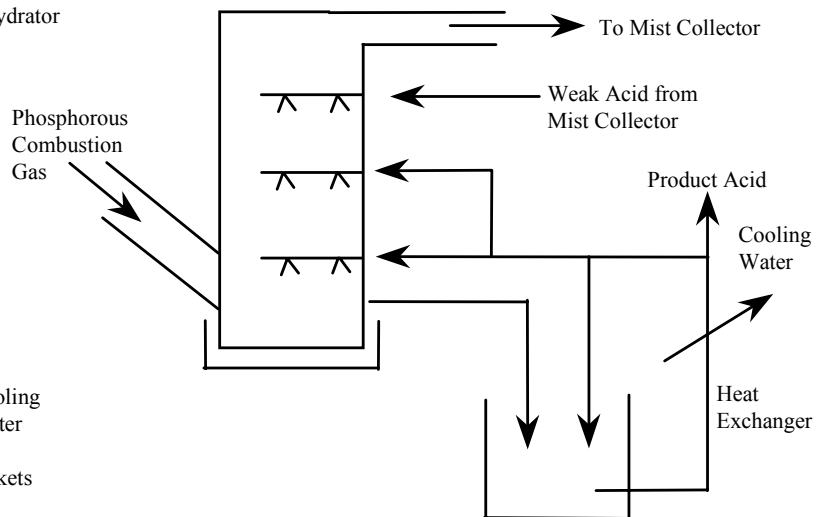 ydrator
To Mist Collector
Weak Acid from
Mist Collector
Phosphorous
Combustion
Gas
Product Acid
Cooling
Water
Heat
Exchanger
oling
ter
kets